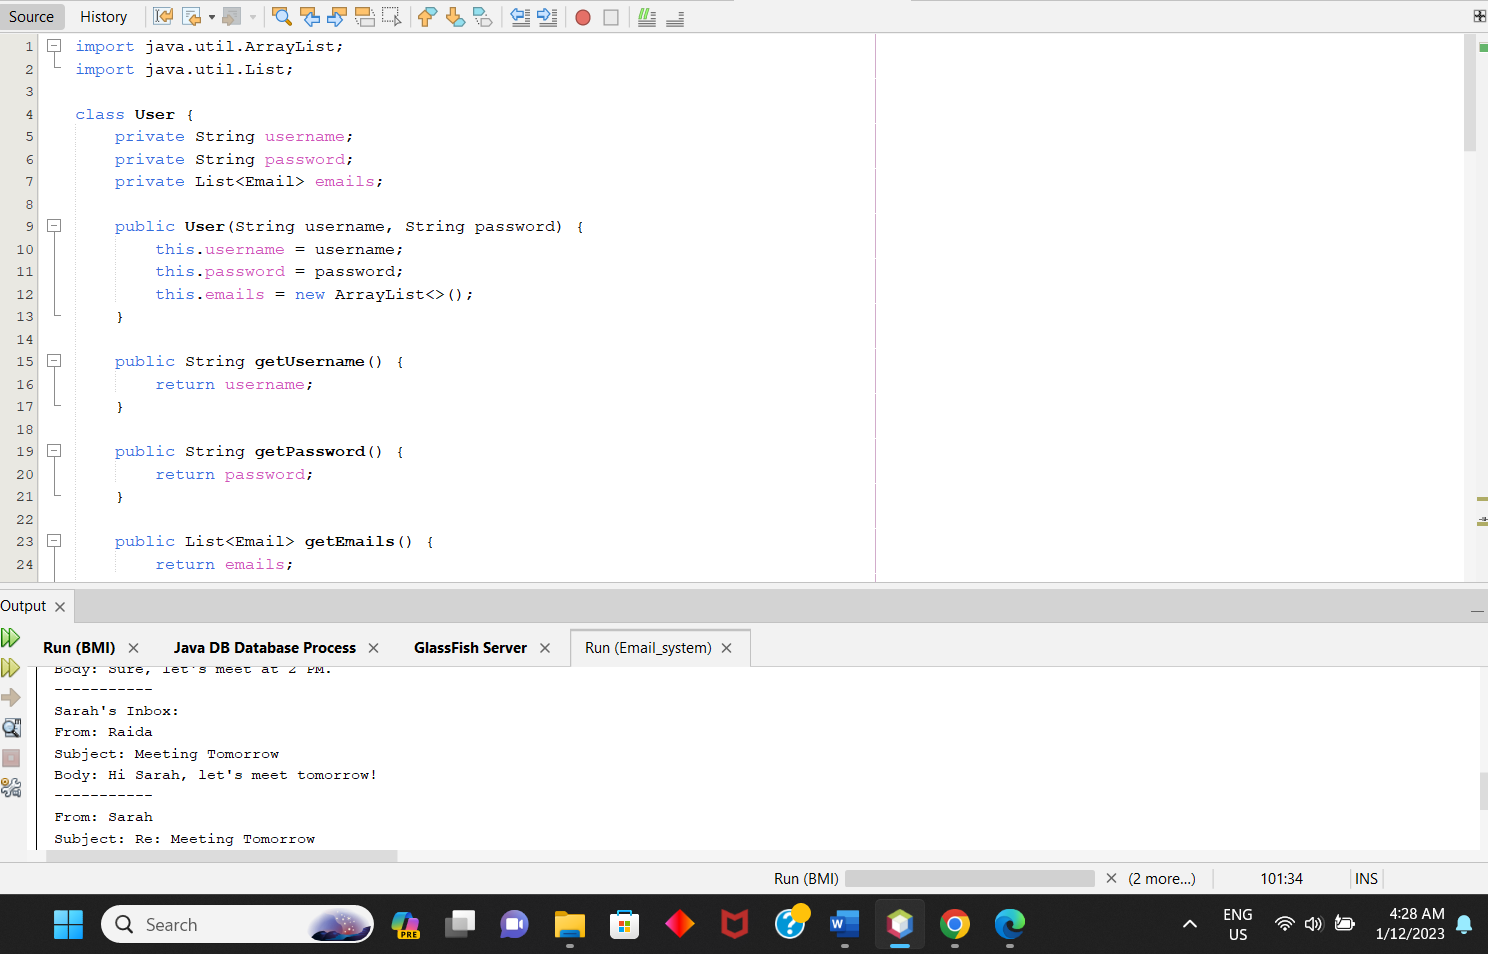 Source History
1 import java.util.ArrayList;
2 import java.util.List;
3
4 class User {
5 private String username;
6 private String password;
7 private List<Email> emails;
8
9 public User(String username, String password) {
10 this.username = username;
11 this.password = password;
12 this.emails = new ArrayList<>();
13 }
14
15 public String getUsername() {
16 return username;
17 }
18
19 public String getPassword() {
20 return password;
21 }
22
23 public List<Email> getEmails() {
24 return emails;
Output
Run (BMI) Java DB Database Process GlassFish Server Run (Email_system)
Body: Sure, let's meet at 2 PM.
-----------
Sarah's Inbox:
From: Raida
Subject: Meeting Tomorrow
Body: Hi Sarah, let's meet tomorrow!
-----------
From: Sarah
Subject: Re: Meeting Tomorrow
Run (BMI) (2 more...) 101:34 INS
Search
PRE
W
ENG
US
4:28 AM
1/12/2023